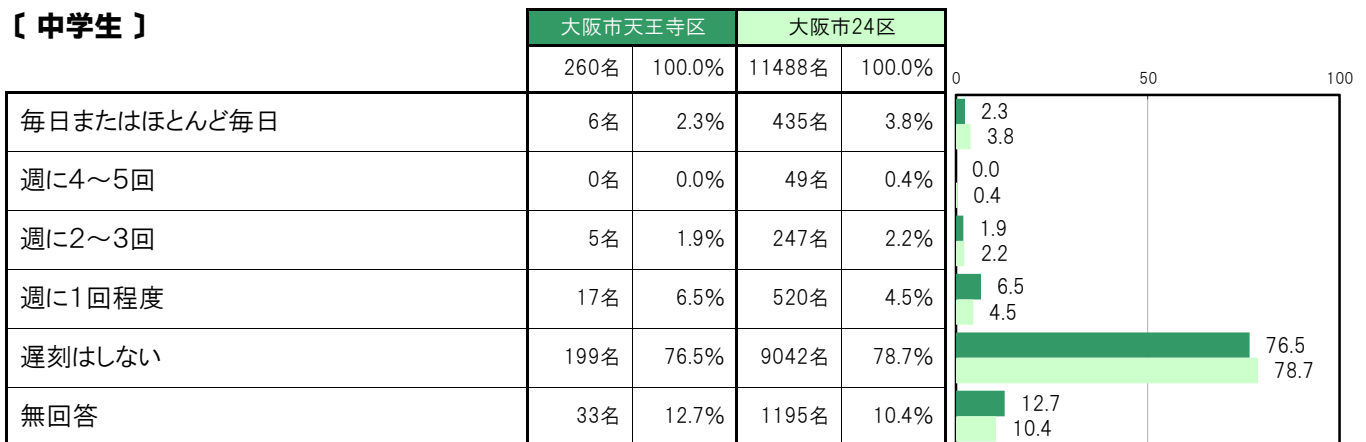 〔 中学生 〕
大阪市天王寺区 大阪市24区
260名 100.0% 11488名 100.0%
0 50 100
毎日またはほとんど毎日 6名 2.3% 435名 3.8% 2.3
3.8
週に4～5回 0名 0.0% 49名 0.4% 0.0
0.4
週に2～3回 5名 1.9% 247名 2.2% 1.9
2.2
週に1回程度 17名 6.5% 520名 4.5% 6.5
4.5
遅刻はしない 199名 76.5% 9042名 78.7% 76.5
78.7
無回答 33名 12.7% 1195名 10.4% 12.7
10.4